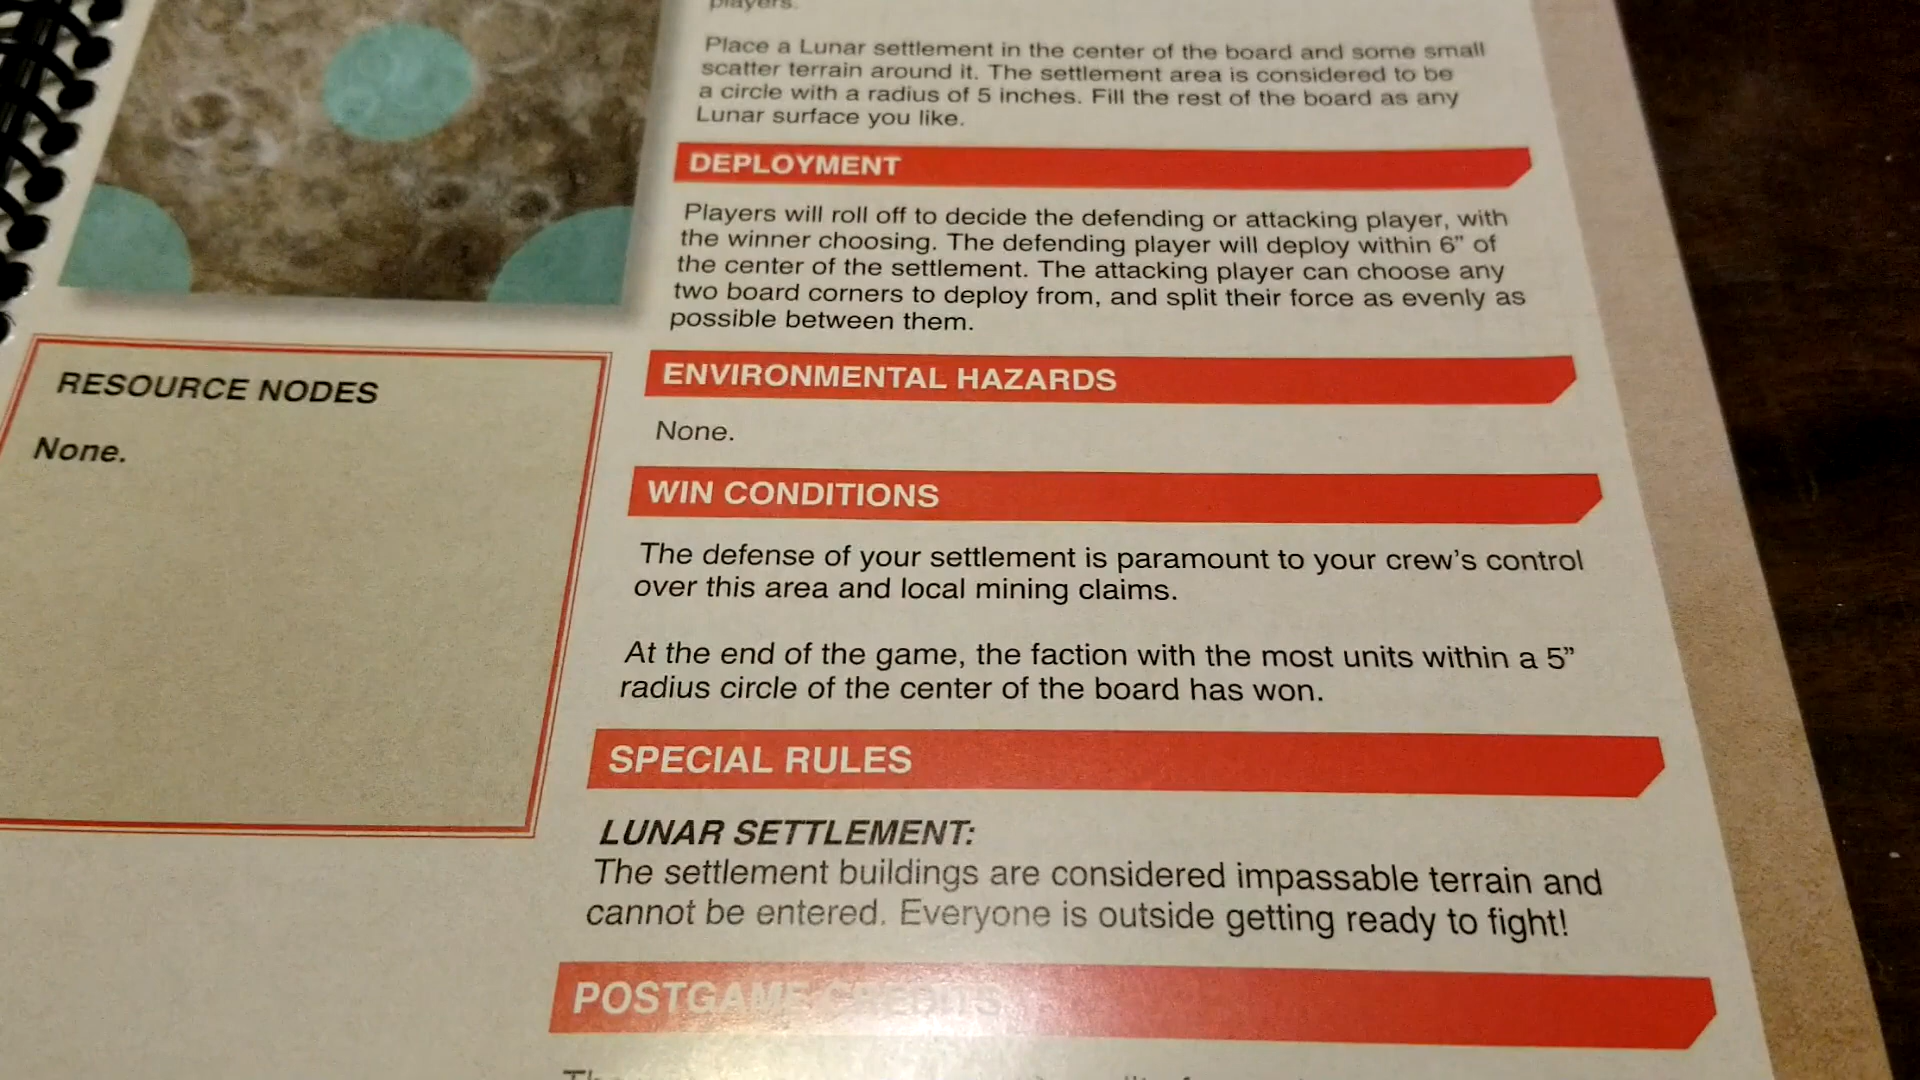 players.
Place a Lunar settlement in the center of the board and some small
scatter terrain around it. The settlement area is considered to be
a circle with a radius of 5 inches. Fill the rest of the board as any
Lunar surface you like.
DEPLOYMENT
Players will roll off to decide the defending or attacking player, with
the winner choosing. The defending player will deploy within 6” of
the center of the settlement. The attacking player can choose any
two board corners to deploy from, and split their force as evenly as
possible between them.
RESOURCE NODES
None.
ENVIRONMENTAL HAZARDS
None.
WIN CONDITIONS
The defense of your settlement is paramount to your crew’s control
over this area and local mining claims.
At the end of the game, the faction with the most units within a 5”
radius circle of the center of the board has won.
SPECIAL RULES
LUNAR SETTLEMENT:
The settlement buildings are considered impassable terrain and
cannot be entered. Everyone is outside getting ready to fight!
POSTGAME CREDITS